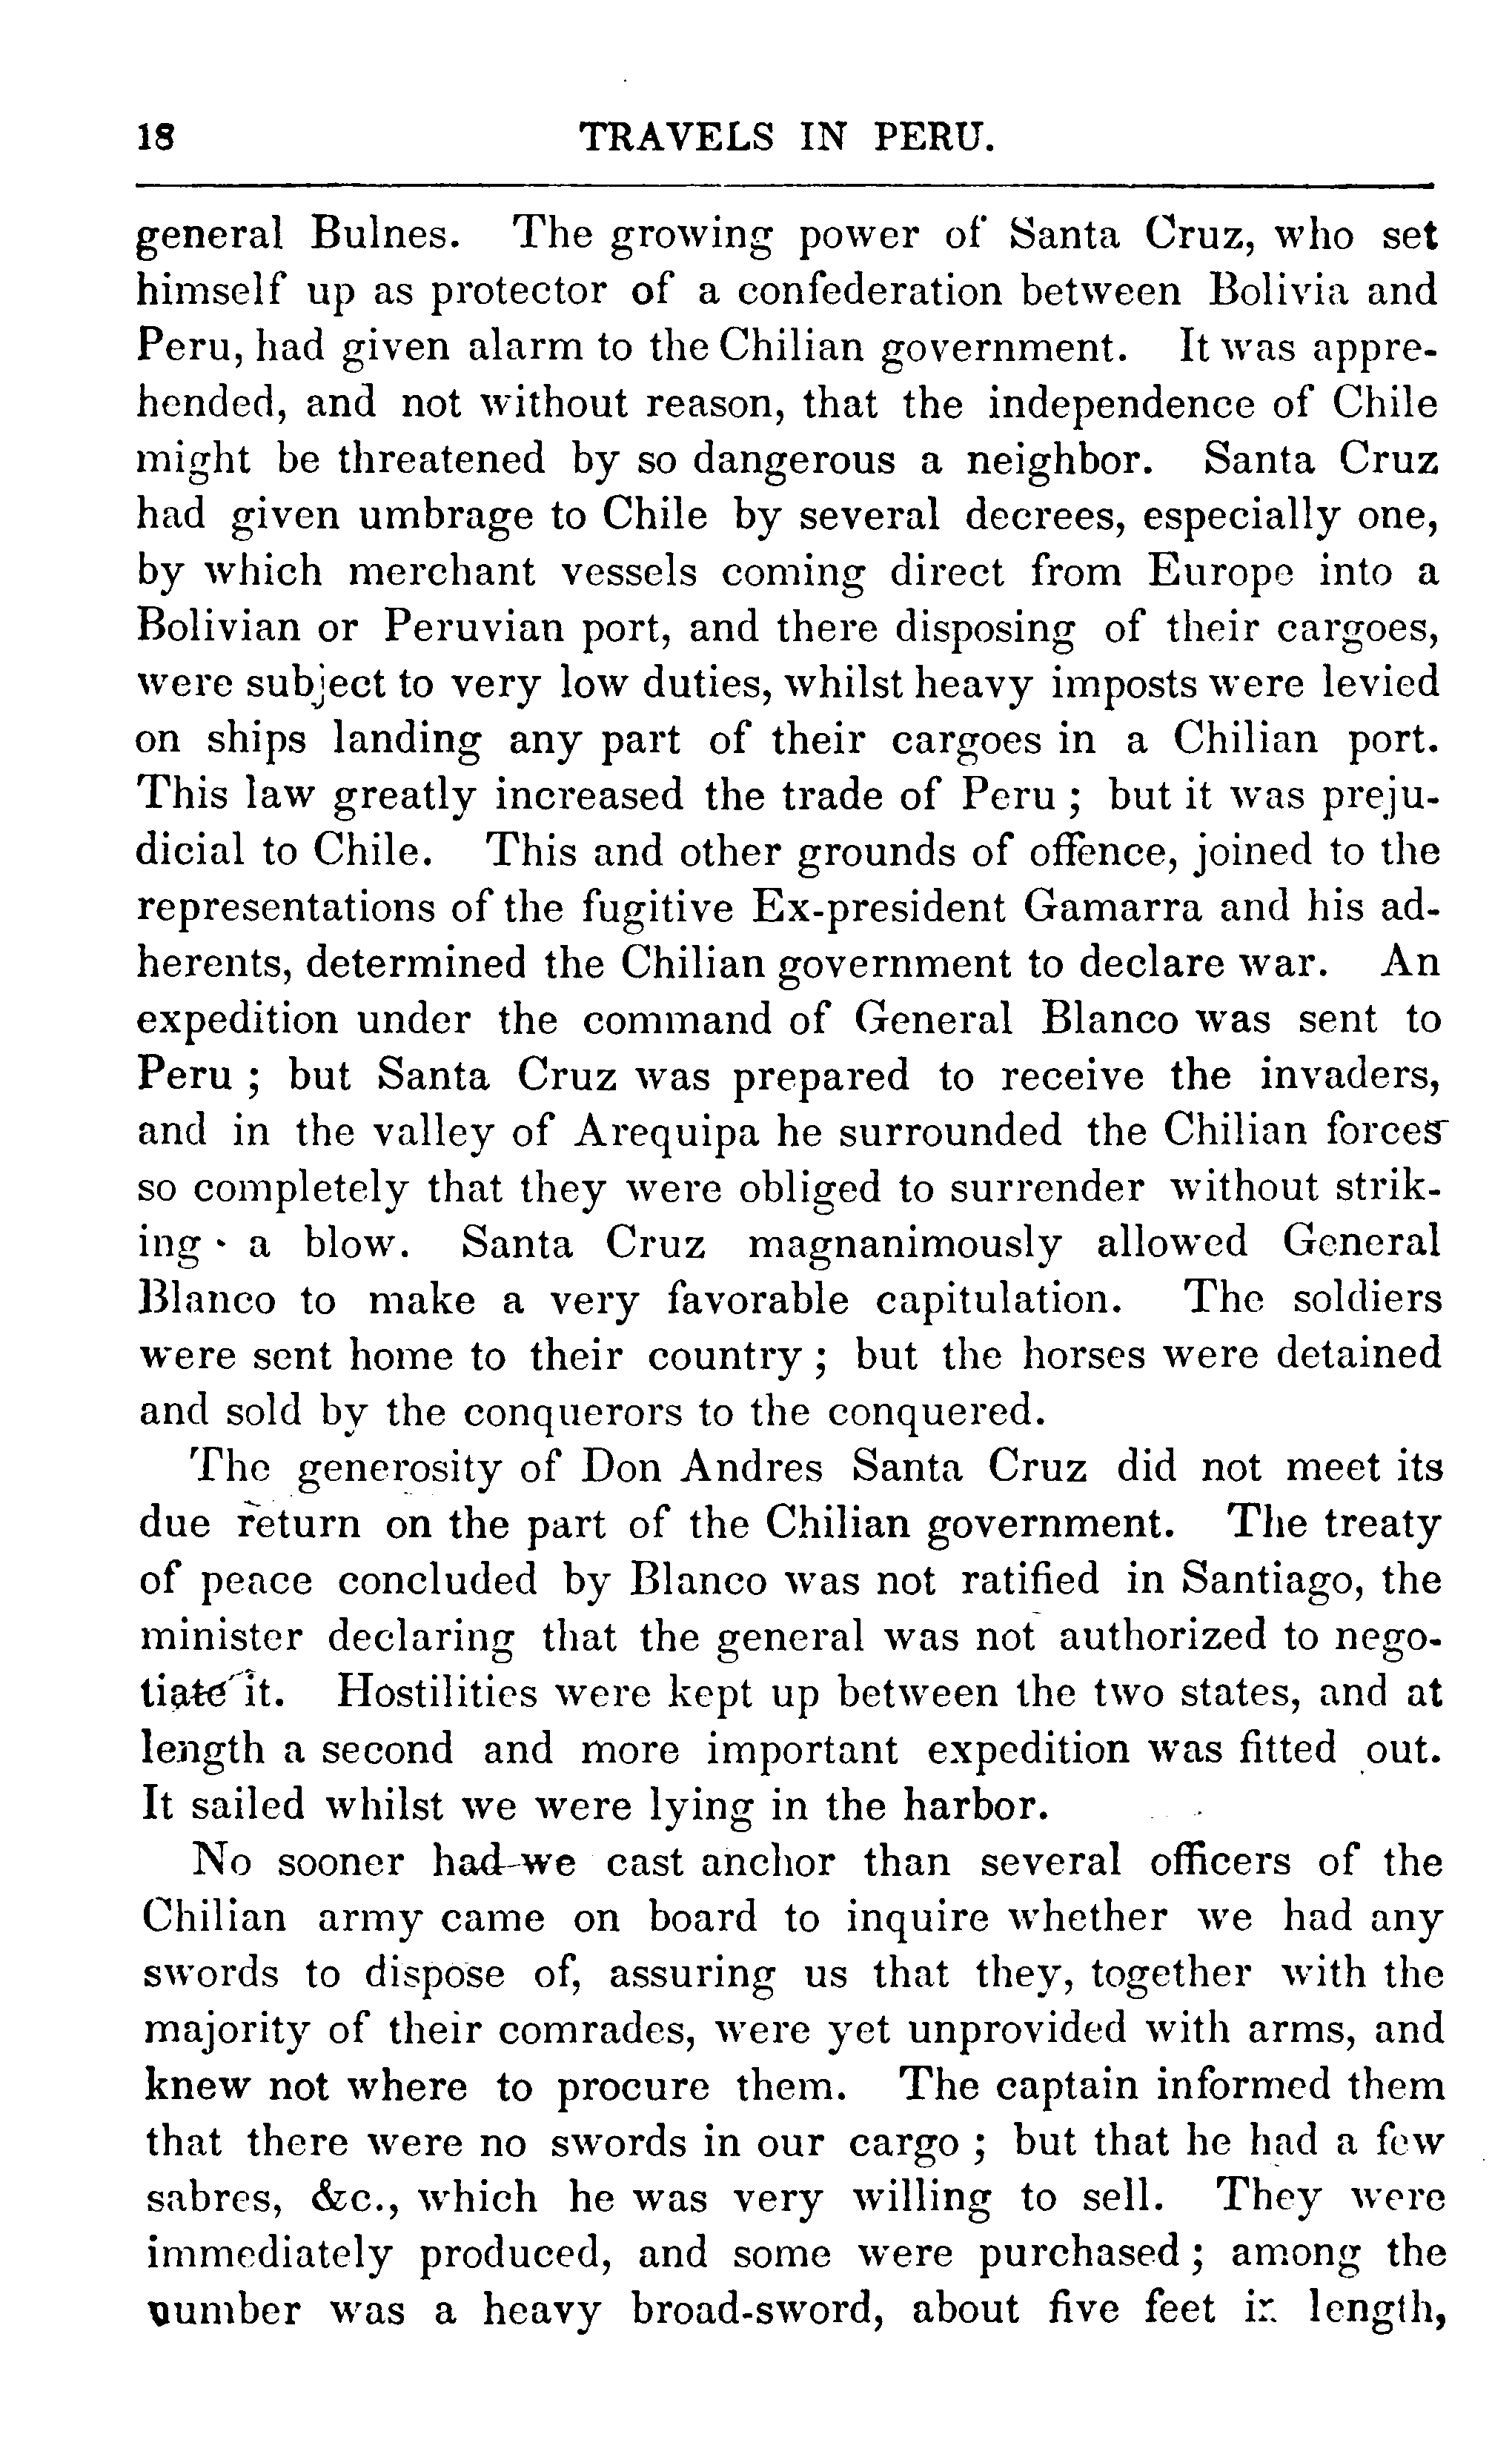 18 TRAVELS IN PERU.
general Bulnes. The growing power of Santa Cruz, who set
himself up as protector of a confederation between Bolivia and
Peru, had given alarm to the Chilian government. It was appre-
hended, and not without reason, that the independence of Chile
might be threatened by so dangerous a neighbor. Santa Cruz
had given umbrage to Chile by several decrees, especially one,
by which merchant vessels coming direct from Europe into a
Bolivian or Peruvian port, and there disposing of their cargoes,
were subject to very low duties, whilst heavy imposts were levied
on ships landing any part of their cargoes in a Chilian port.
This law greatly increased the trade of Peru ; but it was preju-
dicial to Chile. This and other grounds of offence, joined to the
representations of the fugitive Ex-president Gamarra and his ad-
herents, determined the Chilian government to declare war. An
expedition under the command of General Blanco was sent to
Peru ; but Santa Cruz was prepared to receive the invaders,
and in the valley of Arequipa he surrounded the Chilian forces
so completely that they were obliged to surrender without strik-
ing a blow. Santa Cruz magnanimously allowed General
Blanco to make a very favorable capitulation. The soldiers
were sent home to their country ; but the horses were detained
and sold by the conquerors to the conquered.
The generosity of Don Andres Santa Cruz did not meet its
due return on the part of the Chilian government. The treaty
of peace concluded by Blanco was not ratified in Santiago, the
minister declaring that the general was not authorized to nego-
tiate it. Hostilities were kept up between the two states, and at
length a second and more important expedition was fitted out.
It sailed whilst we were lying in the harbor.
No sooner had we cast anchor than several officers of the
Chilian army came on board to inquire whether we had any
swords to dispose of, assuring us that they, together with the
majority of their comrades, were yet unprovided with arms, and
knew not where to procure them. The captain informed them
that there were no swords in our cargo ; but that he had a few
sabres, &c., which he was very willing to sell. They were
immediately produced, and some were purchased ; among the
number was a heavy broad-sword, about five feet in length,